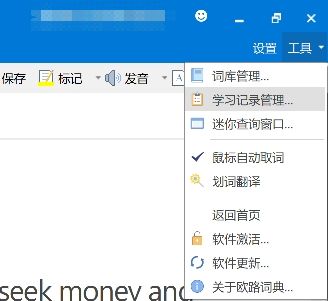 设置 工具
保存 标记 发音 A
词库管理...
学习记录管理...
迷你查询窗口...
鼠标自动取词
划词翻译
返回首页
软件激活...
软件更新...
关于欧路词典...
seek money and